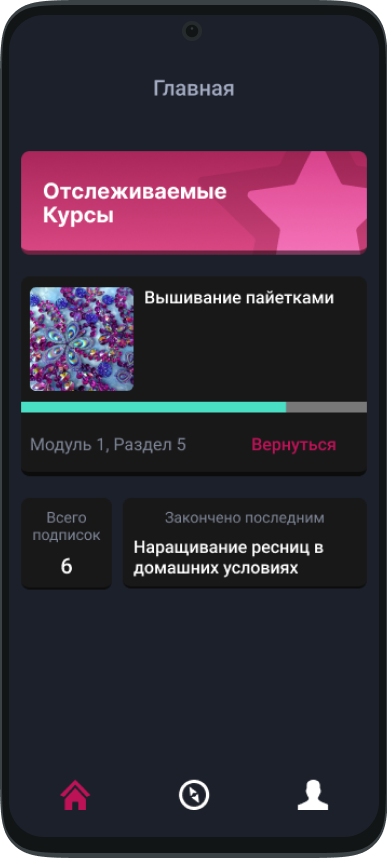 Главная
Отслеживаемые
Курсы
Вышивание пайетками
Модуль 1, Раздел 5
Вернуться
Всего
подписок
6
Закончено последним
Наращивание ресниц в
домашних условиях